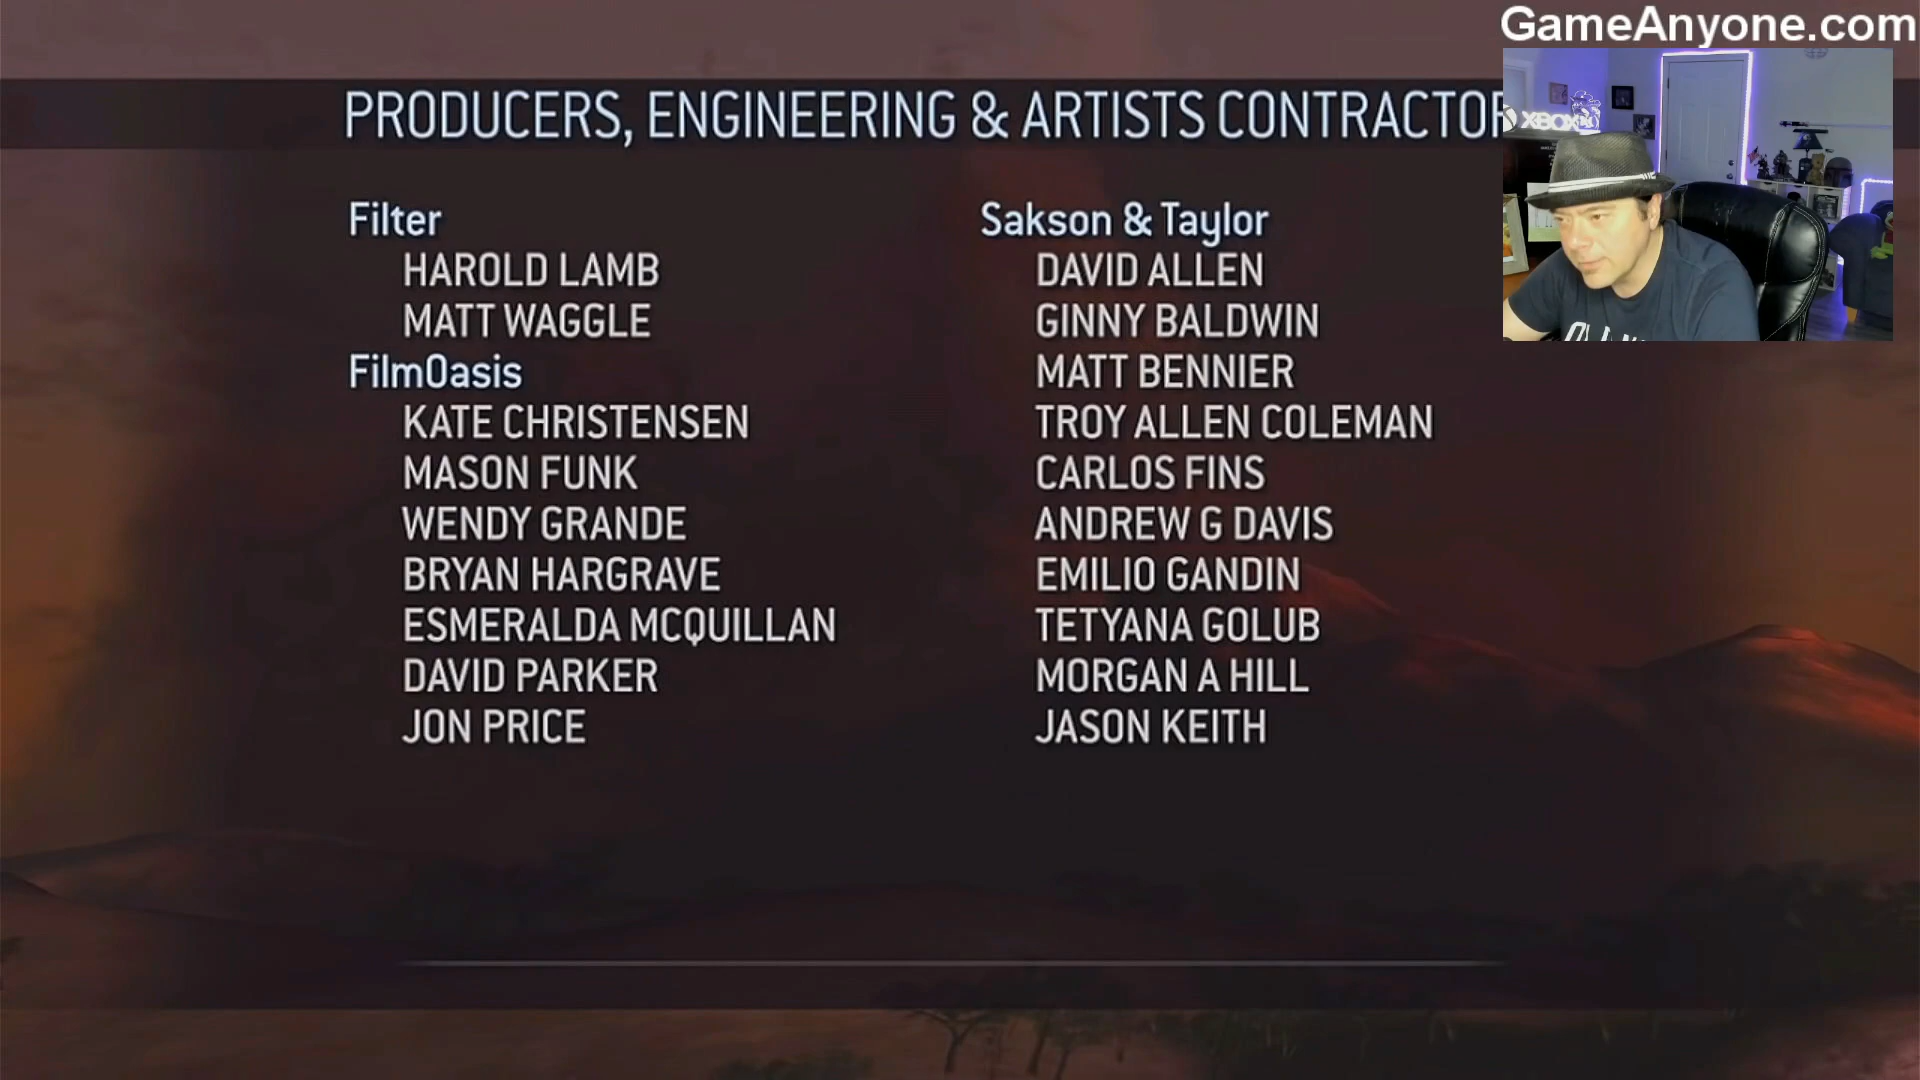 GameAnyone.com
PRODUCERS, ENGINEERING & ARTISTS CONTRACTOR
XBOX
Filter
HAROLD LAMB
MATT WAGGLE
FilmOasis
KATE CHRISTENSEN
MASON FUNK
WENDY GRANDE
BRYAN HARGRAVE
ESMERALDA MCQUILLAN
DAVID PARKER
JON PRICE
Sakson & Taylor
DAVID ALLEN
GINNY BALDWIN
MATT BENNIER
TROY ALLEN COLEMAN
CARLOS FINS
ANDREW G DAVIS
EMILIO GANDIN
TETYANA GOLUB
MORGAN A HILL
JASON KEITH